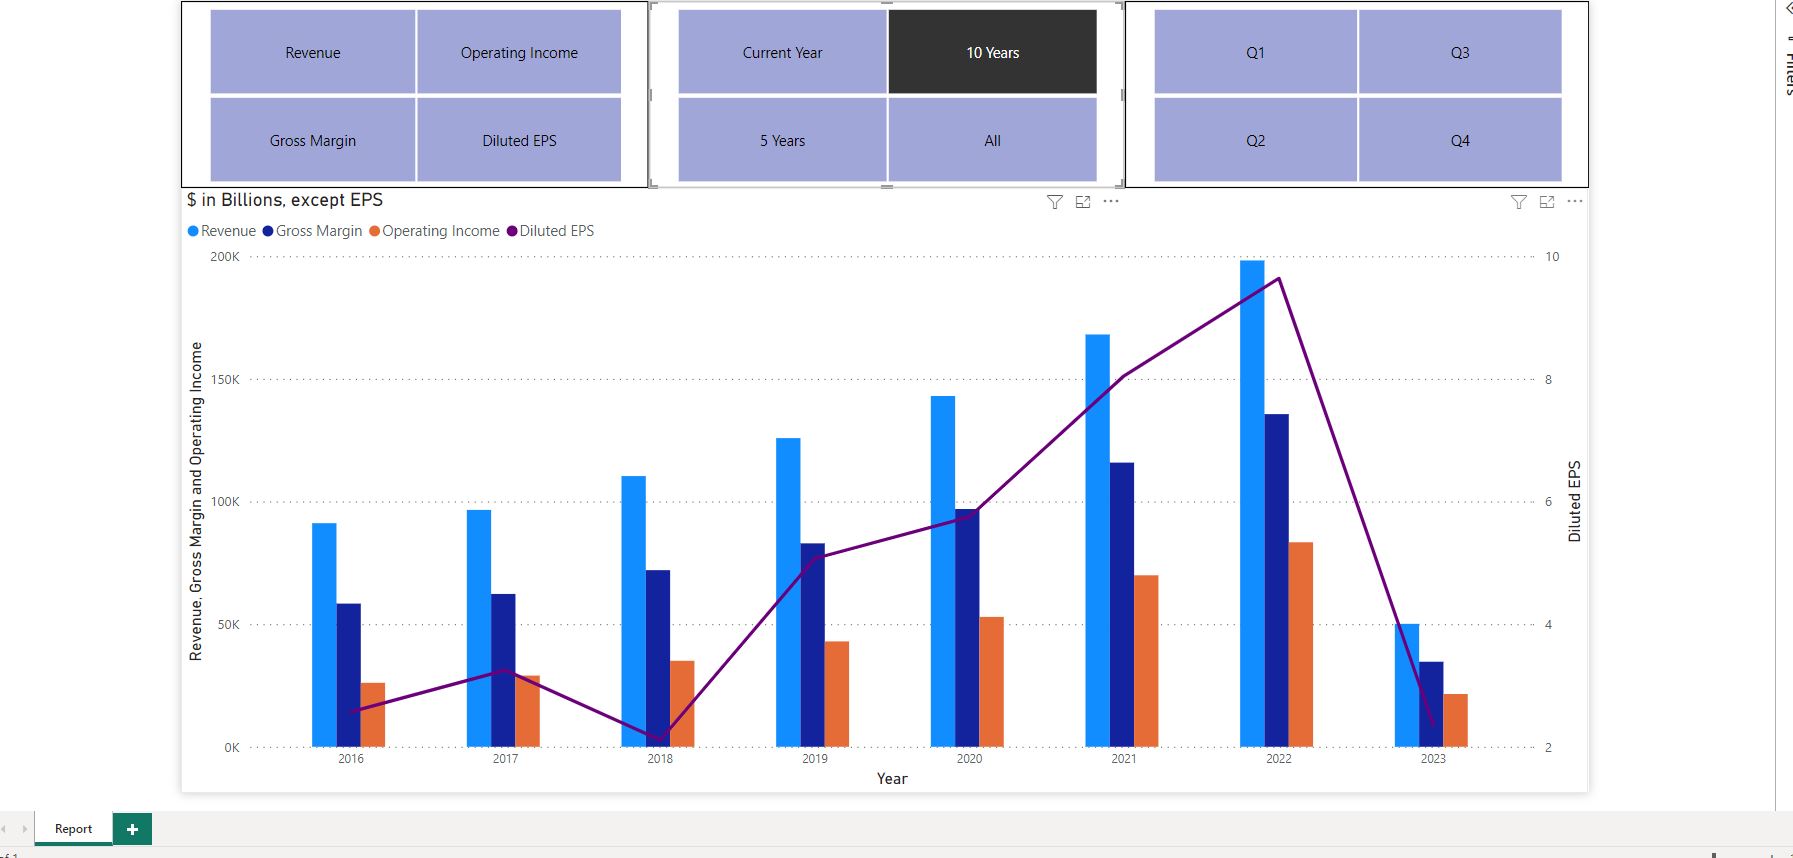 Revenue
Operating Income
Gross Margin
Diluted EPS
Current Year
10 Years
5 Years
All
Q1
Q3
Q2
Q4
Filters
$ in Billions, except EPS
Revenue Gross Margin Operating Income Diluted EPS
Revenue, Gross Margin and Operating Income
200K
150K
100K
50K
0K
10
8
6
4
2
Diluted EPS
2016 2017 2018 2019 2020 2021 2022 2023
Year
Report